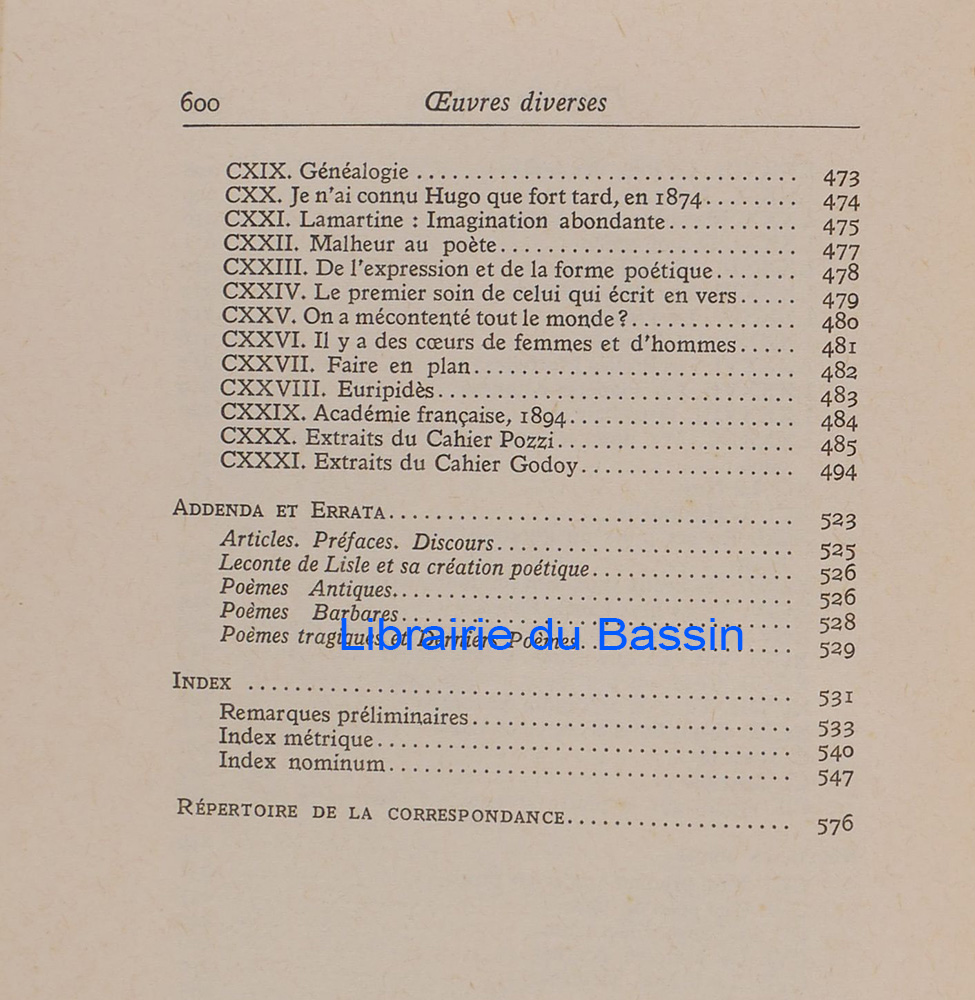 600 Œuvres diverses
CXIX. Généalogie ................................ 473
CXX. Je n'ai connu Hugo que fort tard, en 1874........ 474
CXXI. Lamartine : Imagination abondante........... 475
CXXII. Malheur au poète......................... 477
CXXIII. De l'expression et de la forme poétique....... 478
CXXIV. Le premier soin de celui qui écrit en vers..... 479
CXXV. On a mécontenté tout le monde ?.............. 480
CXXVI. Il y a des cœurs de femmes et d'hommes..... 481
CXXVII. Faire en plan........................... 482
CXXVIII. Euripidès.............................. 483
CXXIX. Académie française, 1894................... 484
CXXX. Extraits du Cahier Pozzi.................... 485
CXXXI. Extraits du Cahier Godoy.................. 494
Addenda et Errata.................................. 523
Articles. Préfaces. Discours......................... 525
Leconte de Lisle et sa création poétique................. 526
Poèmes Antiques.................................. 526
Poèmes Barbares................................. 528
Poèmes tragiques et Derniers Poèmes.................. 529
Librairie du Bassin
Index .............................................. 531
Remarques préliminaires........................... 533
Index métrique................................... 540
Index nominum.................................. 547
Répertoire de la correspondance................... 576